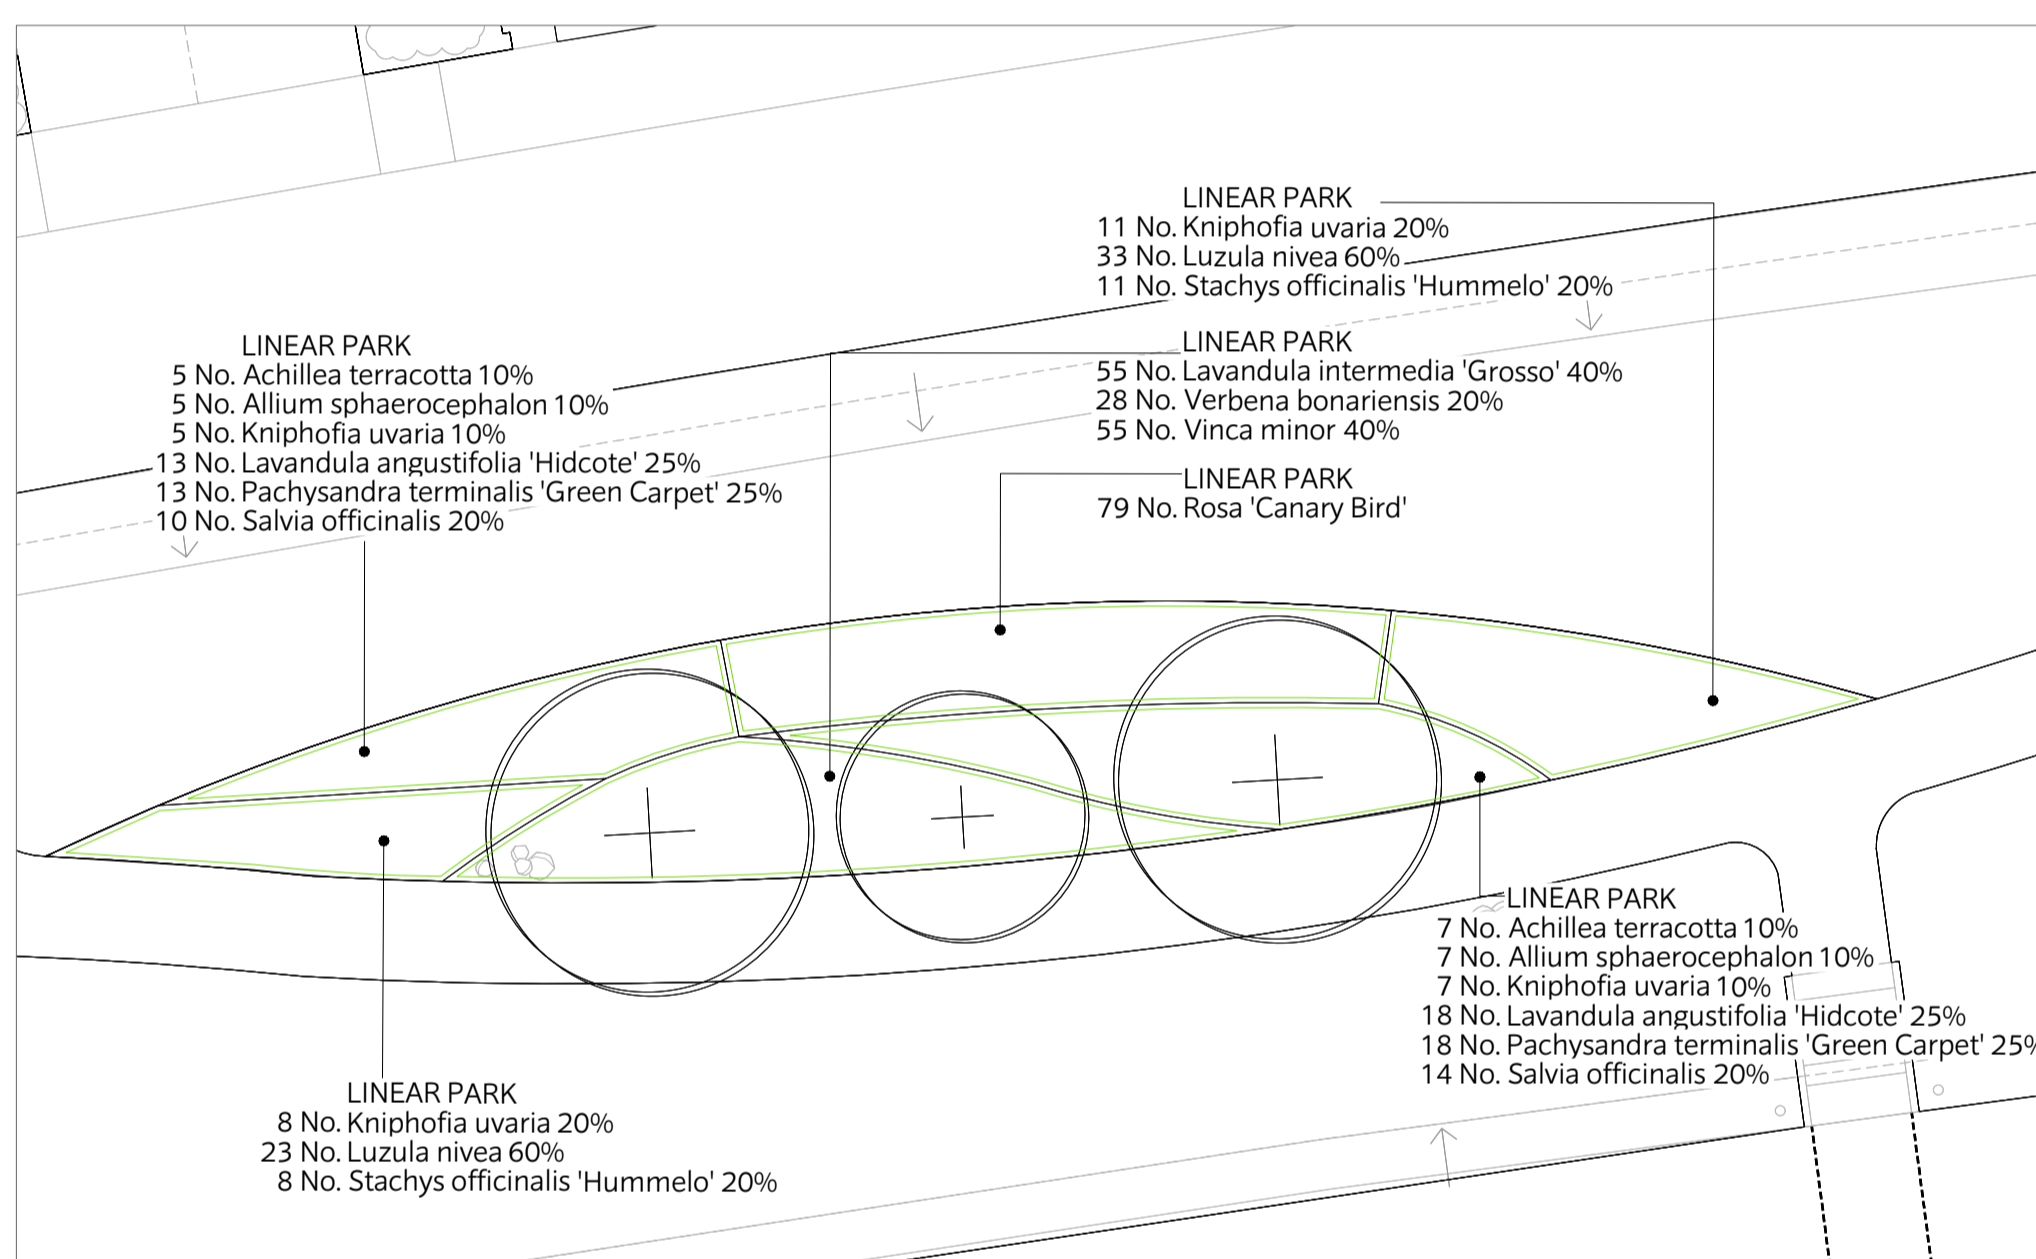 LINEAR PARK
11 No. Kniphofia uvaria 20%
33 No. Luzula nivea 60%
11 No. Stachys officinalis 'Hummelo' 20%
LINEAR PARK
5 No. Achillea terracotta 10%
5 No. Allium sphaerocephalon 10%
5 No. Kniphofia uvaria 10%
13 No. Lavandula angustifolia 'Hidcote' 25%
13 No. Pachysandra terminalis 'Green Carpet' 25%
10 No. Salvia officinalis 20%
LINEAR PARK
55 No. Lavandula intermedia 'Grosso' 40%
28 No. Verbena bonariensis 20%
55 No. Vinca minor 40%
LINEAR PARK
79 No. Rosa 'Canary Bird'
LINEAR PARK
7 No. Achillea terracotta 10%
7 No. Allium sphaerocephalon 10%
7 No. Kniphofia uvaria 10%
18 No. Lavandula angustifolia 'Hidcote' 25%
18 No. Pachysandra terminalis 'Green Carpet' 25%
14 No. Salvia officinalis 20%
LINEAR PARK
8 No. Kniphofia uvaria 20%
23 No. Luzula nivea 60%
8 No. Stachys officinalis 'Hummelo' 20%